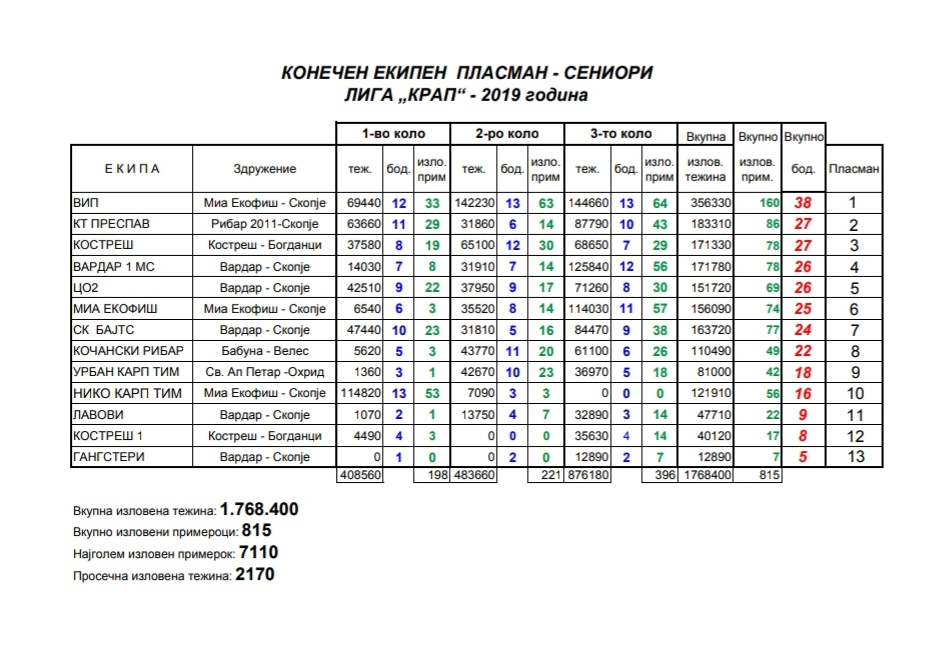 КОНЕЧЕН ЕКИПЕН ПЛАСМАН - СЕНИОРИ
ЛИГА „КРАП“ - 2019 година
1-во коло 2-ро коло 3-то коло Вкупна Вкупно Вкупно
Е К И П А Здружение теж. бод. изло. прим теж. бод. изло. прим теж. бод. изло. прим излов. тежина излов. прим. бод. Пласман
ВИП Миа Екофиш - Скопје 69440 12 33 142230 13 63 144660 13 64 356330 160 38 1
КТ ПРЕСПАВ Рибар 2011-Скопје 63660 11 29 31860 6 14 87790 10 43 183310 86 27 2
КОСТРЕШ Костреш - Богданци 37580 8 19 65100 12 30 68650 7 29 171330 78 27 3
ВАРДАР 1 МС Вардар - Скопје 14030 7 8 31910 7 14 125840 12 56 171780 78 26 4
ЦО2 Вардар - Скопје 42510 9 22 37950 9 17 71260 8 30 151720 69 26 5
МИА ЕКОФИШ Миа Екофиш - Скопје 6540 6 3 35520 8 14 114030 11 57 156090 74 25 6
СК БАЈТС Вардар - Скопје 47440 10 23 31810 5 16 84470 9 38 163720 77 24 7
КОЧАНСКИ РИБАР Бабуна - Велес 5620 5 3 43770 11 20 61100 6 26 110490 49 22 8
УРБАН КАРП ТИМ Св. Ап Петар -Охрид 1360 3 1 42670 10 23 36970 5 18 81000 42 18 9
НИКО КАРП ТИМ Миа Екофиш - Скопје 114820 13 53 7090 3 3 0 0 0 121910 56 16 10
ЛАВОВИ Вардар - Скопје 1070 2 1 13750 4 7 32890 3 14 47710 22 9 11
КОСТРЕШ 1 Костреш - Богданци 4490 4 3 0 0 0 35630 4 14 40120 17 8 12
ГАНГСТЕРИ Вардар - Скопје 0 1 0 0 2 0 12890 2 7 12890 7 5 13
408560 198 483660 221 876180 396 1768400 815
Вкупна изловена тежина: 1.768.400
Вкупно изловени примероци: 815
Најголем изловен примерок: 7110
Просечна изловена тежина: 2170